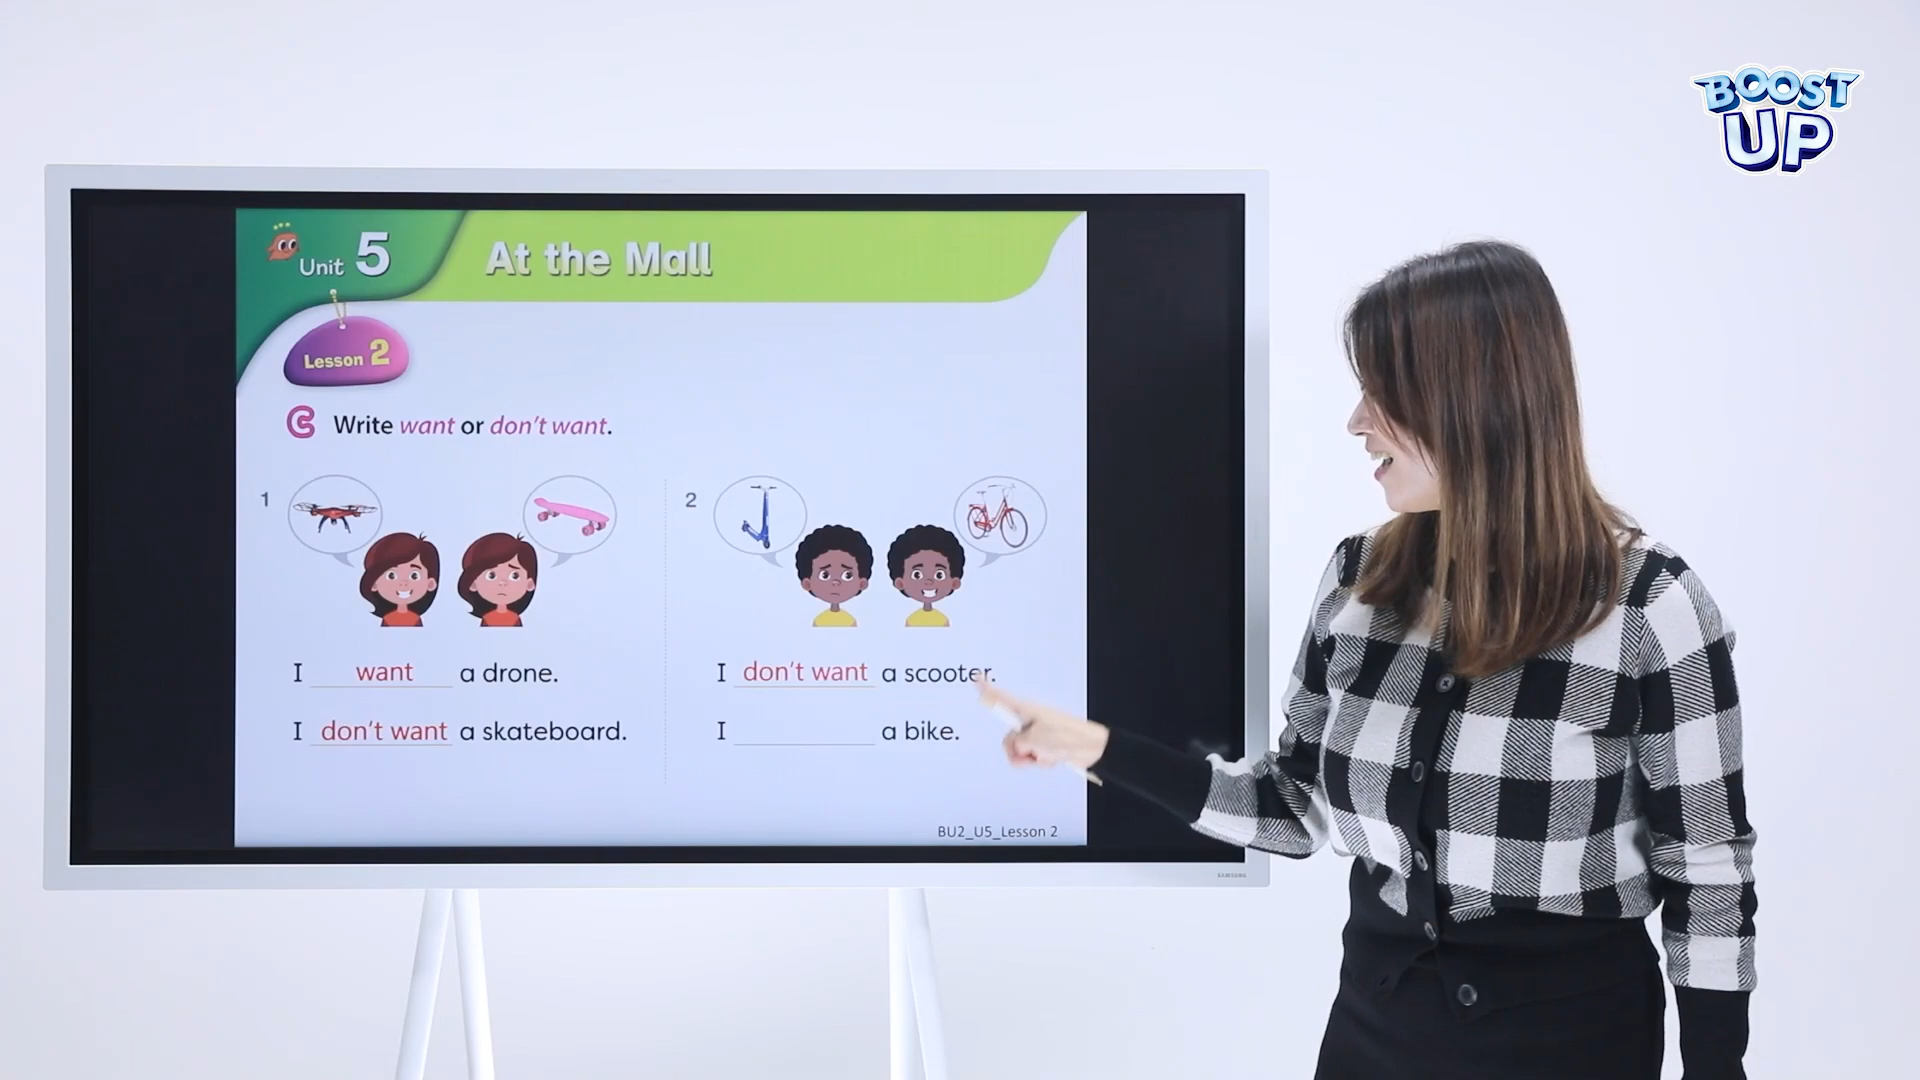 BOOST
UP
Unit 5
At the Mall
Lesson 2
C Write want or don't want.
1
I want a drone.
I don't want a skateboard.
2
I don't want a scooter.
I ____ a bike.
BU2_U5_Lesson 2
SAMSUNG